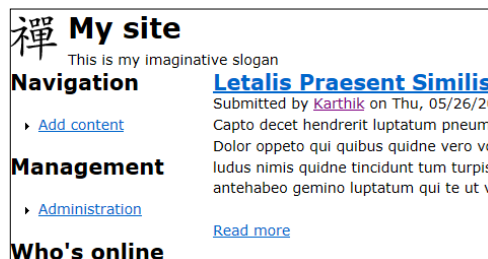 禪 My site
This is my imaginative slogan
Navigation
Add content
Management
Administration
Who's online
Letalis Praesent Similis
Submitted by Karthik on Thu, 05/26/2
Capto decet hendrerit luptatum pneum
Dolor oppeto qui quibus quidne vero v
ludus nimis quidne tincidunt tum turpis
antehabeo gemino luptatum qui te ut v
Read more